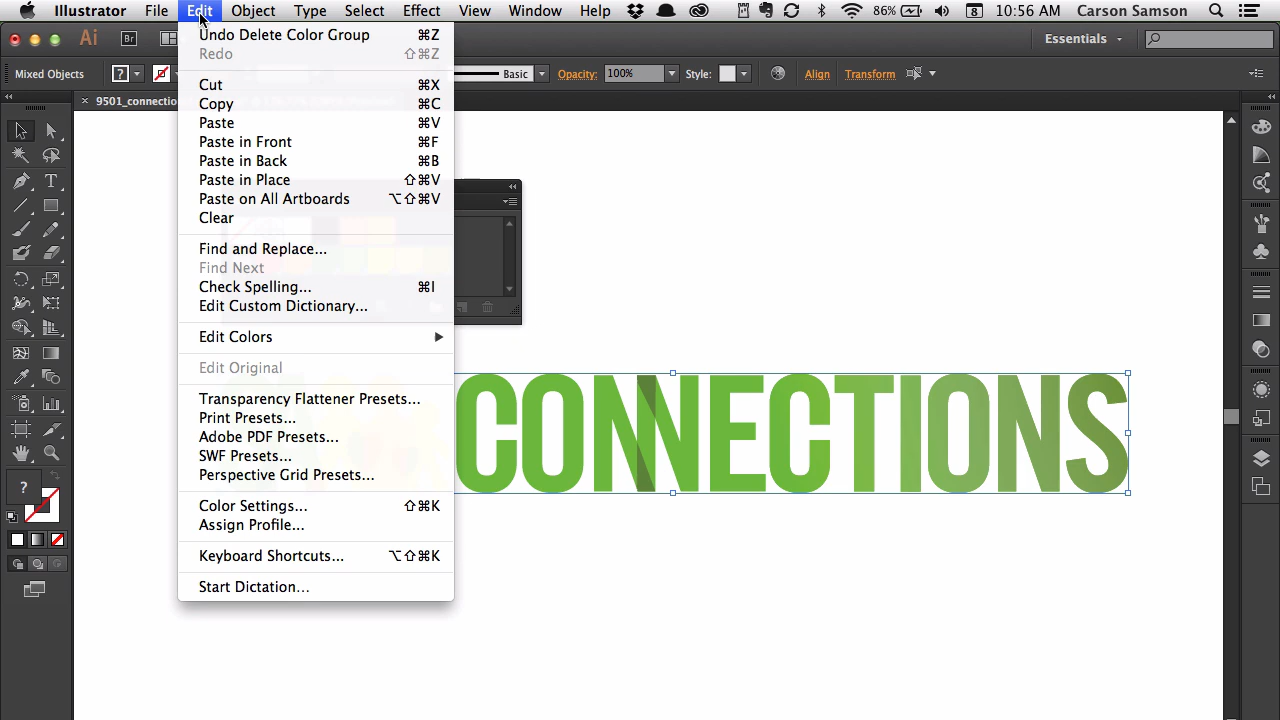 Illustrator File Edit Object Type Select Effect View Window Help 86% 8 10:56 AM Carson Samson
Ai Br Essentials
Mixed Objects ? Basic Opacity: 100% Style: Align Transform
× 9501_connection
Undo Delete Color Group ⌘Z
Redo ⇧⌘Z
Cut ⌘X
Copy ⌘C
Paste ⌘V
Paste in Front ⌘F
Paste in Back ⌘B
Paste in Place ⇧⌘V
Paste on All Artboards ⌥⇧⌘V
Clear
Find and Replace...
Find Next
Check Spelling... ⌘I
Edit Custom Dictionary...
Edit Colors
Edit Original
Transparency Flattener Presets...
Print Presets...
Adobe PDF Presets...
SWF Presets...
Perspective Grid Presets...
Color Settings... ⇧⌘K
Assign Profile...
Keyboard Shortcuts... ⌥⇧⌘K
Start Dictation...
CONNECTIONS
T
?